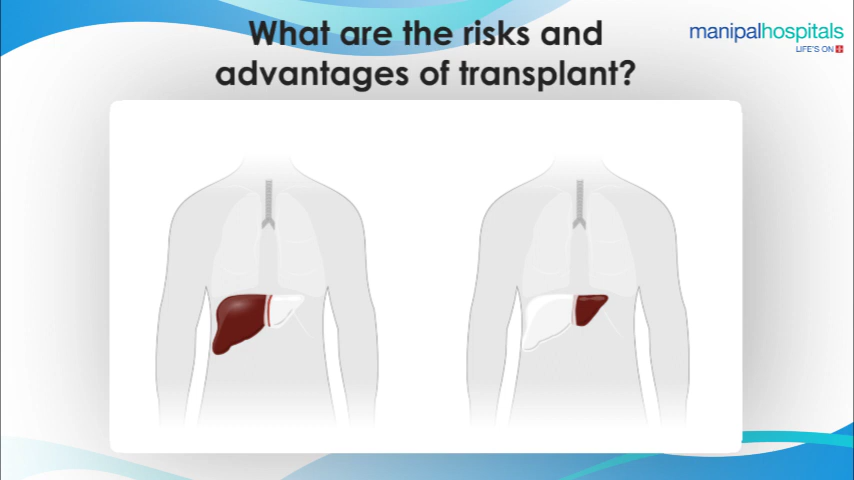 What are the risks and
advantages of transplant?
manipalhospitals
LIFE'S ON